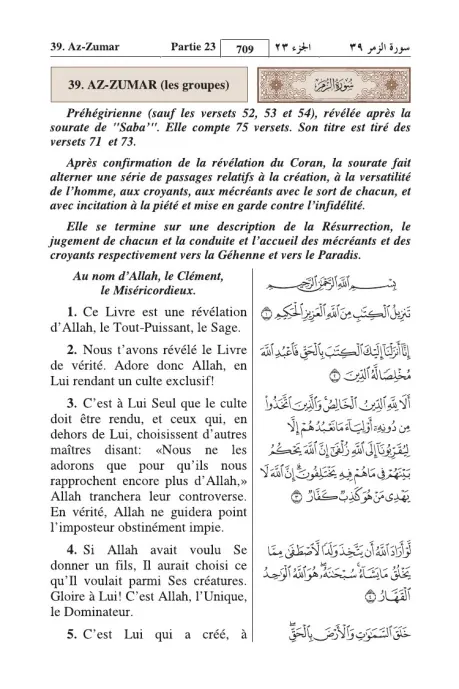 39. Az-Zumar Partie 23 709 الجزء ٢٣ سورة الزمر ٣٩
39. AZ-ZUMAR (les groupes) سُورَةُ الزُّمَرِ
Préhégirienne (sauf les versets 52, 53 et 54), révélée après la
sourate de "Saba’". Elle compte 75 versets. Son titre est tiré des
versets 71 et 73.
Après confirmation de la révélation du Coran, la sourate fait
alterner une série de passages relatifs à la création, à la versatilité
de l’homme, aux croyants, aux mécréants avec le sort de chacun, et
avec incitation à la piété et mise en garde contre l’infidélité.
Elle se termine sur une description de la Résurrection, le
jugement de chacun et la conduite et l’accueil des mécréants et des
croyants respectivement vers la Géhenne et vers le Paradis.
Au nom d’Allah, le Clément,
le Miséricordieux.
1. Ce Livre est une révélation
d’Allah, le Tout-Puissant, le Sage.
2. Nous t’avons révélé le Livre
de vérité. Adore donc Allah, en
Lui rendant un culte exclusif!
3. C’est à Lui Seul que le culte
doit être rendu, et ceux qui, en
dehors de Lui, choisissent d’autres
maîtres disant: «Nous ne les
adorons que pour qu’ils nous
rapprochent encore plus d’Allah,»
Allah tranchera leur controverse.
En vérité, Allah ne guidera point
l’imposteur obstinément impie.
4. Si Allah avait voulu Se
donner un fils, Il aurait choisi ce
qu’Il voulait parmi Ses créatures.
Gloire à Lui! C’est Allah, l’Unique,
le Dominateur.
5. C’est Lui qui a créé, à
بِسْمِ ٱللَّهِ ٱلرَّحْمَٰنِ ٱلرَّحِيمِ
تَنزِيلُ ٱلْكِتَٰبِ مِنَ ٱللَّهِ ٱلْعَزِيزِ ٱلْحَكِيمِ ١
إِنَّآ أَنزَلْنَآ إِلَيْكَ ٱلْكِتَٰبَ بِٱلْحَقِّ فَٱعْبُدِ ٱللَّهَ
مُخْلِصًا لَّهُ ٱلدِّينَ ٢
أَلَا لِلَّهِ ٱلدِّينُ ٱلْخَالِصُ وَٱلَّذِينَ ٱتَّخَذُوا۟
مِن دُونِهِۦٓ أَوْلِيَآءَ مَا نَعْبُدُهُمْ إِلَّا
لِيُقَرِّبُونَآ إِلَى ٱللَّهِ زُلْفَىٰٓ إِنَّ ٱللَّهَ يَحْكُمُ
بَيْنَهُمْ فِى مَا هُمْ فِيهِ يَخْتَلِفُونَ إِنَّ ٱللَّهَ لَا
يَهْدِى مَنْ هُوَ كَٰذِبٌ كَفَّارٌ ٣
لَّوْ أَرَادَ ٱللَّهُ أَن يَتَّخِذَ وَلَدًا لَّٱصْطَفَىٰ مِمَّا
يَخْلُقُ مَا يَشَآءُ سُبْحَٰنَهُۥ هُوَ ٱللَّهُ ٱلْوَٰحِدُ
ٱلْقَهَّارُ ٤
خَلَقَ ٱلسَّمَٰوَٰتِ وَٱلْأَرْضَ بِٱلْحَقِّ